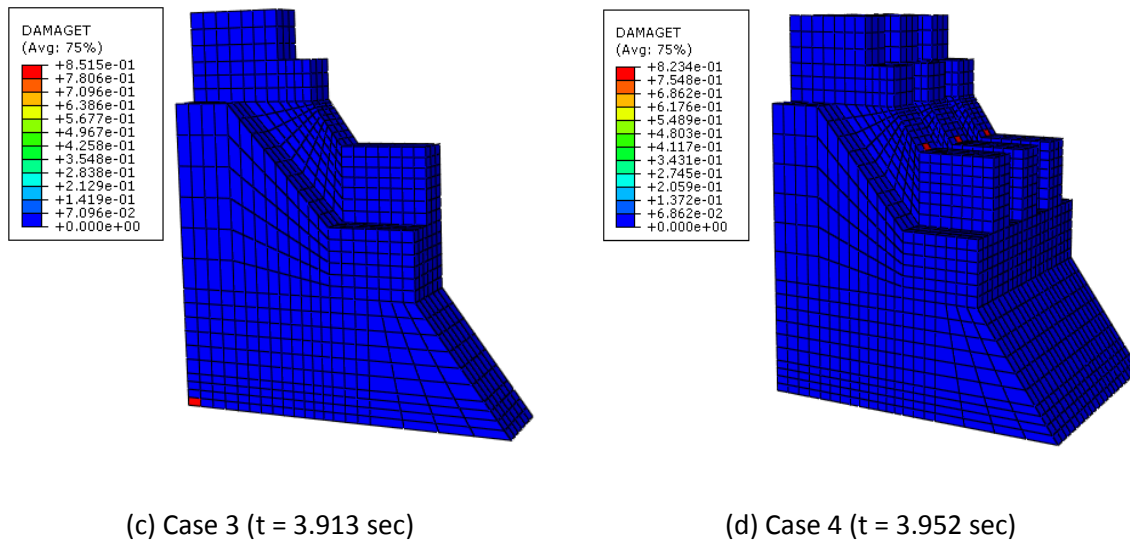 DAMAGET
(Avg: 75%)
+8.515e-01
+7.806e-01
+7.096e-01
+6.386e-01
+5.677e-01
+4.967e-01
+4.258e-01
+3.548e-01
+2.838e-01
+2.129e-01
+1.419e-01
+7.096e-02
+0.000e+00
DAMAGET
(Avg: 75%)
+8.234e-01
+7.548e-01
+6.862e-01
+6.176e-01
+5.489e-01
+4.803e-01
+4.117e-01
+3.431e-01
+2.745e-01
+2.059e-01
+1.372e-01
+6.862e-02
+0.000e+00
(c) Case 3 (t = 3.913 sec)
(d) Case 4 (t = 3.952 sec)